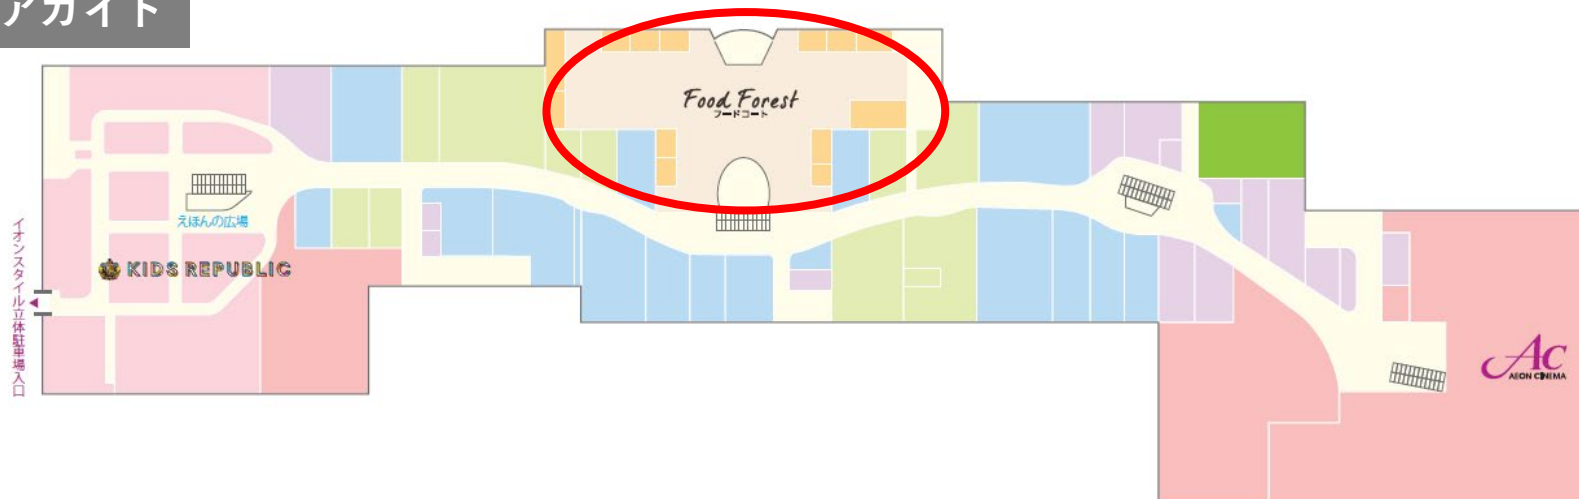 アガイド
Food Forest
フードコート
えほんの広場
KIDS REPUBLIC
イオンスタイル立体駐車場入口
AC
AEON CINEMA